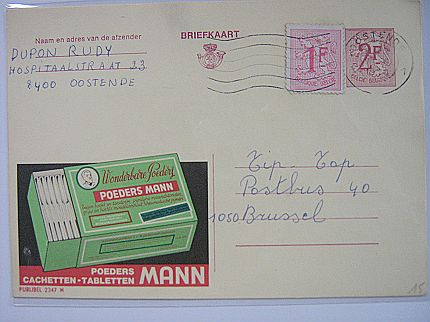 Naam en adres van de afzender
DUPON RUDY
HOSPITAALSTRAAT 23
8400 OOSTENDE
BRIEFKAART
1F
2F
OOSTEND
Wonderbare Poeders
POEDERS MANN
POEDERS
CACHETTEN-TABLETTEN MANN
PUBLIBEL 2347 N
Tip-Top
Postbus 40
1050 Brussel
15